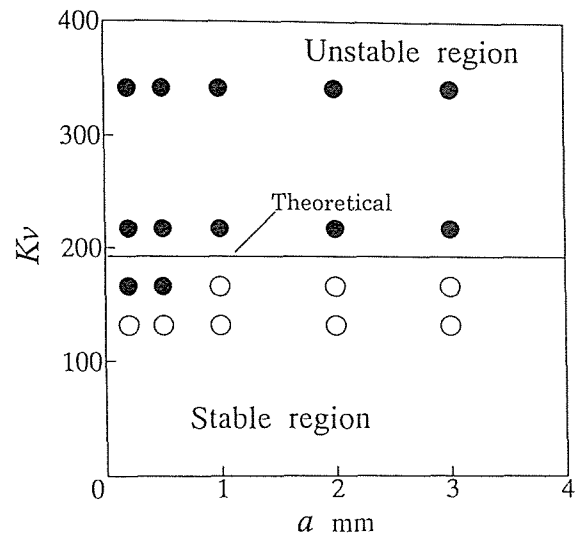 400
Unstable region
300
Theoretical
200
Kv
100
Stable region
0 1 2 3 4
a mm